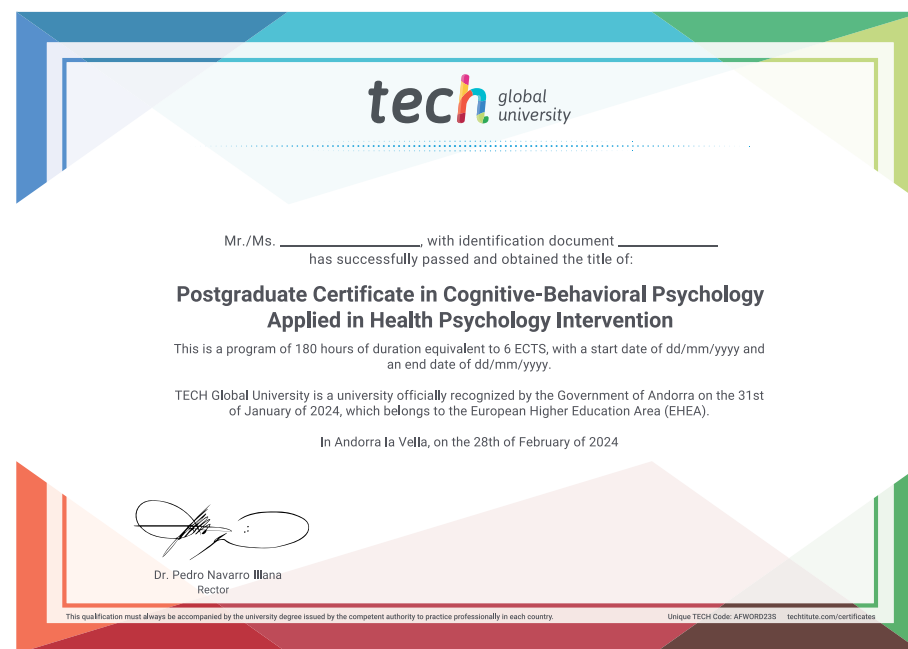 tech global
university
Mr./Ms. ____________________, with identification document ______________
has successfully passed and obtained the title of:
Postgraduate Certificate in Cognitive-Behavioral Psychology
Applied in Health Psychology Intervention
This is a program of 180 hours of duration equivalent to 6 ECTS, with a start date of dd/mm/yyyy and
an end date of dd/mm/yyyy.
TECH Global University is a university officially recognized by the Government of Andorra on the 31st
of January of 2024, which belongs to the European Higher Education Area (EHEA).
In Andorra la Vella, on the 28th of February of 2024
Dr. Pedro Navarro Illana
Rector
This qualification must always be accompanied by the university degree issued by the competent authority to practice professionally in each country.
Unique TECH Code: AFWORD23S techtitute.com/certificates